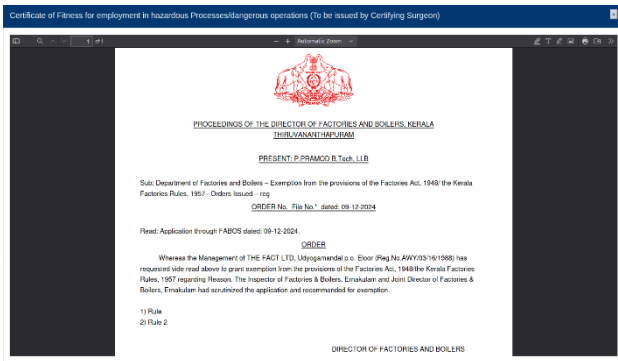 Certificate of Fitness for employment in hazardous Processes/dangerous operations (To be issued by Certifying Surgeon)
1 of 1 Automatic Zoom
PROCEEDINGS OF THE DIRECTOR OF FACTORIES AND BOILERS, KERALA
THIRUVANANTHAPURAM
PRESENT: P.PRAMOD B.Tech, LLB
Sub: Department of Factories and Boilers – Exemption from the provisions of the Factories Act, 1948/ the Kerala
Factories Rules, 1957– Orders Issued – reg
ORDER No. File No.* dated: 09-12-2024
Read: Application through FABOS dated: 09-12-2024.
ORDER
Whereas the Management of THE FACT LTD, Udyogamandal p.o. Eloor (Reg.No.AWY/03/16/1988) has
requested vide read above to grant exemption from the provisions of the Factories Act, 1948/the Kerala Factories
Rules, 1957 regarding Reason. The Inspector of Factories & Boilers, Ernakulam and Joint Director of Factories &
Boilers, Ernakulam had scrutinized the application and recommended for exemption.
1) Rule
2) Rule 2
DIRECTOR OF FACTORIES AND BOILERS